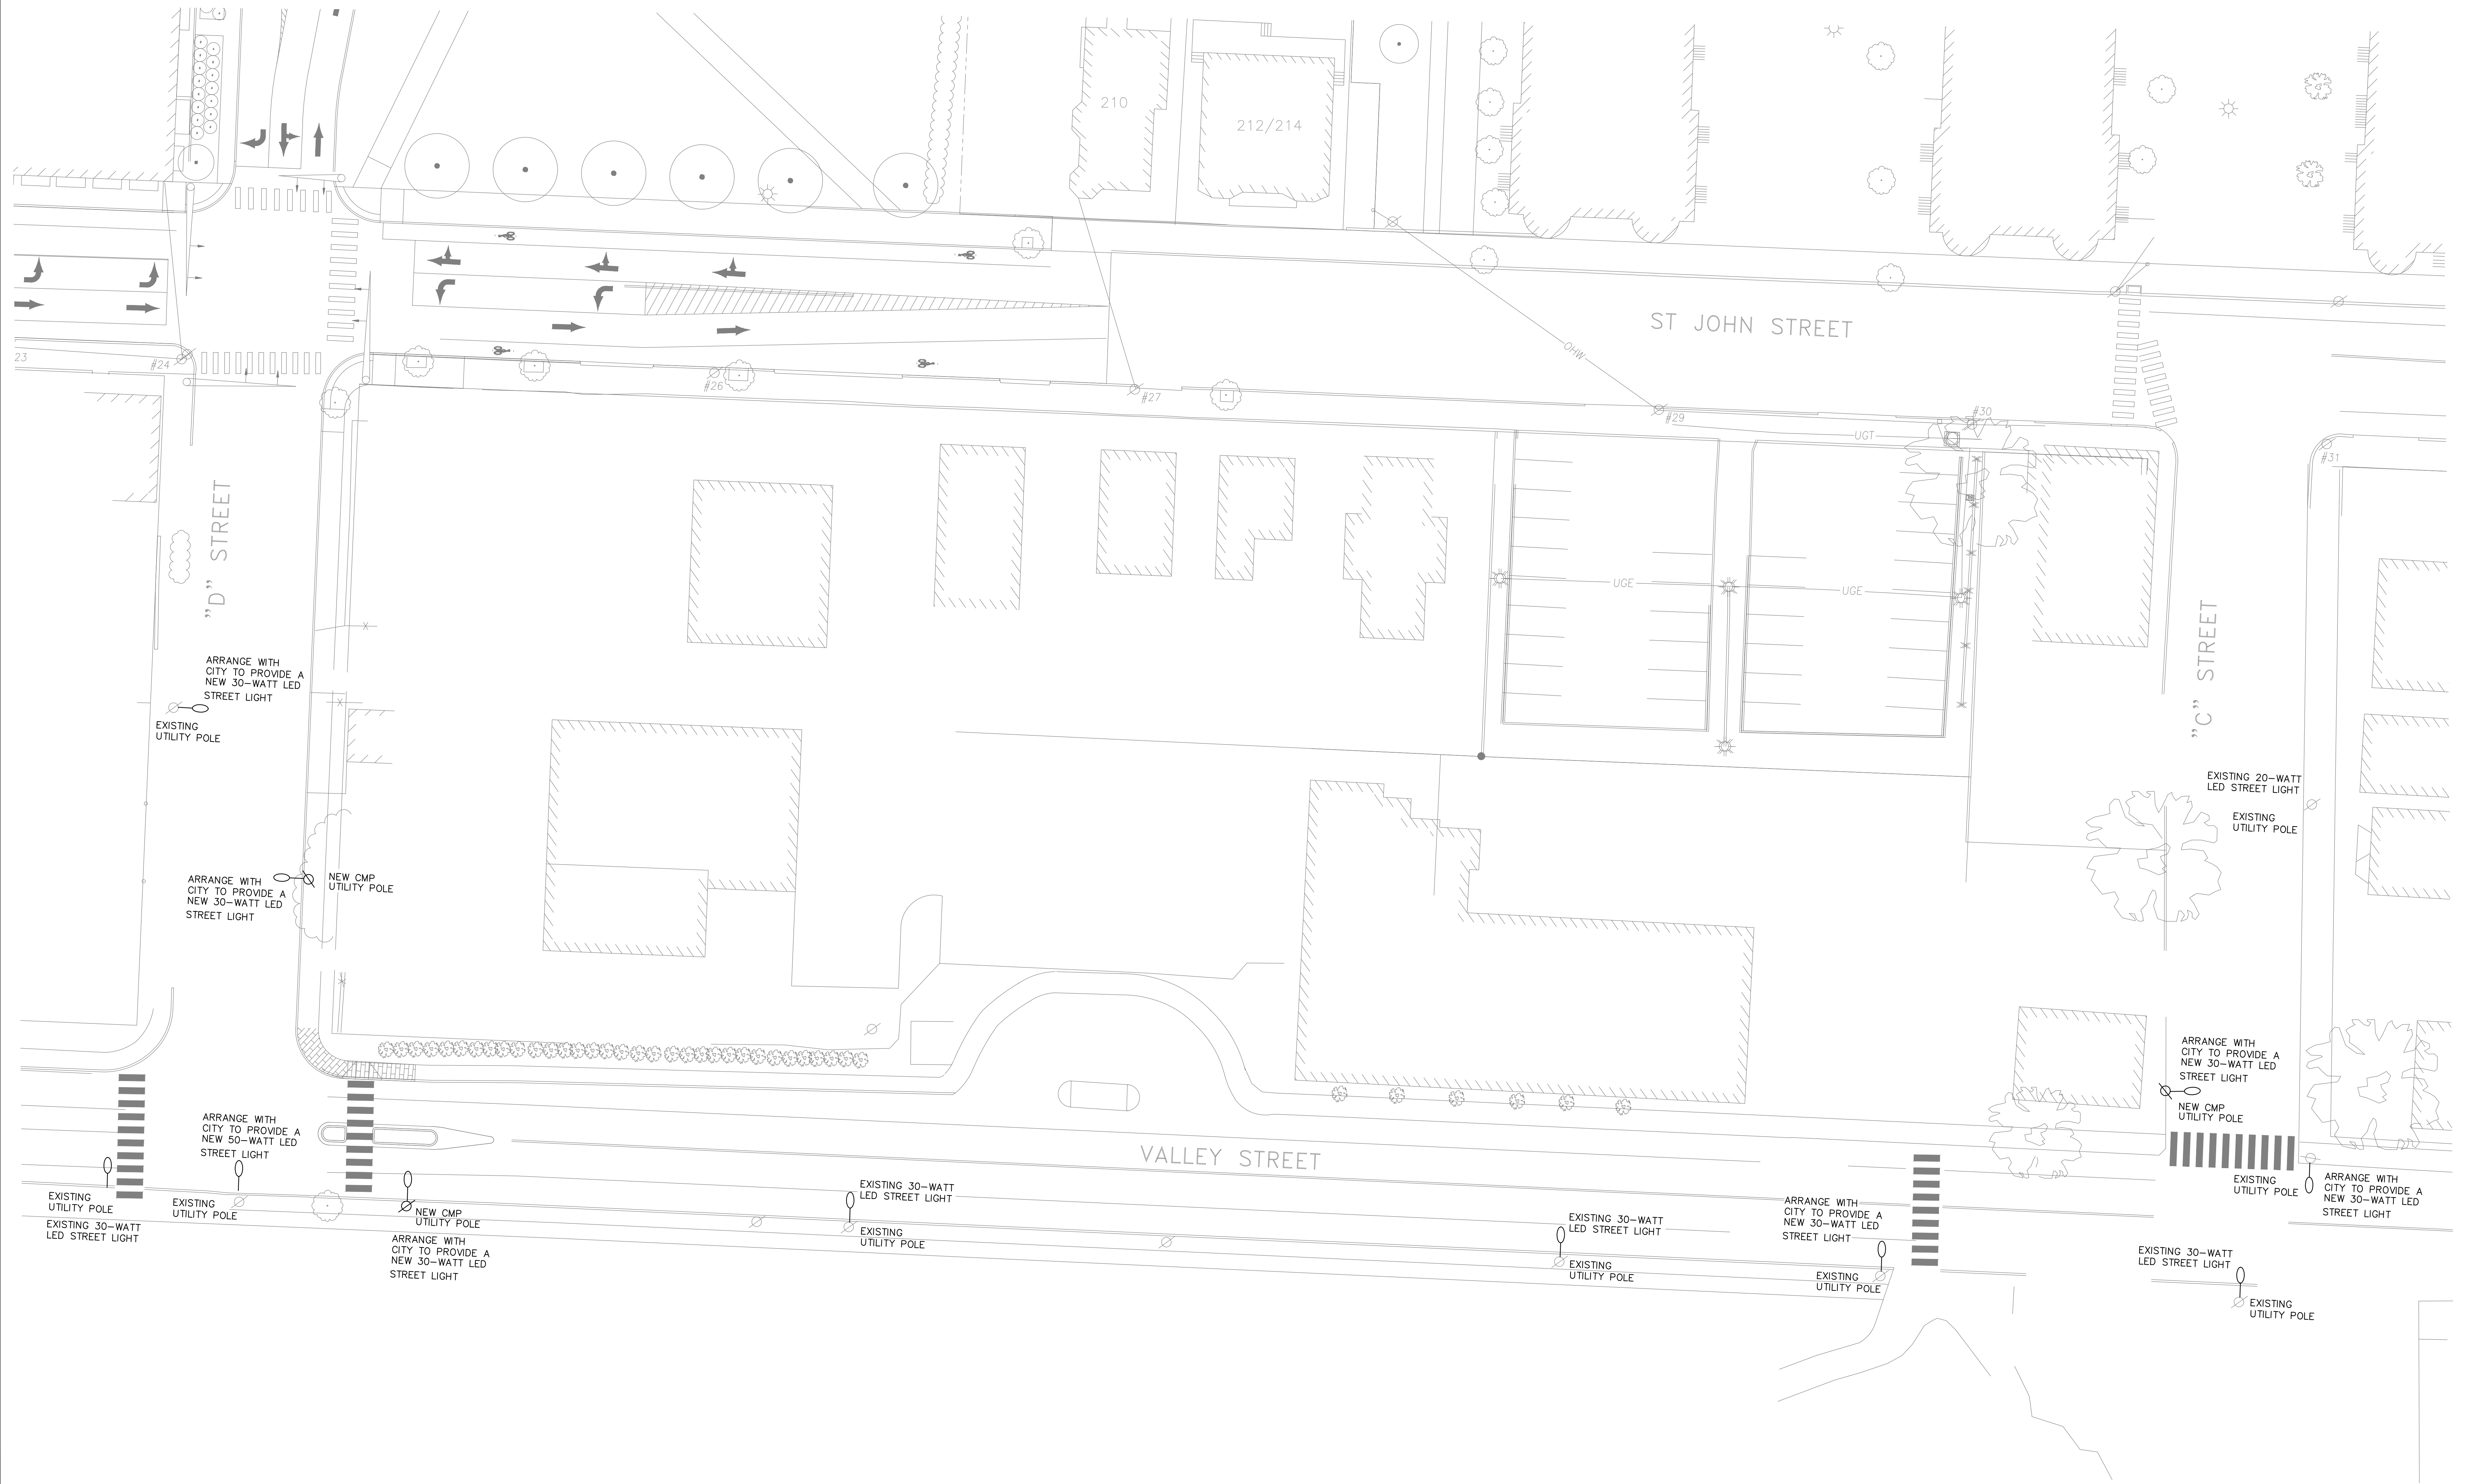 210
212/214
ST JOHN STREET
OHW
23
#24
#26
#27
#29
#30
#31
UGT
UGE
UGE
"D" STREET
"C" STREET
ARRANGE WITH
CITY TO PROVIDE A
NEW 30-WATT LED
STREET LIGHT
EXISTING
UTILITY POLE
EXISTING 20-WATT
LED STREET LIGHT
EXISTING
UTILITY POLE
ARRANGE WITH
CITY TO PROVIDE A
NEW 30-WATT LED
STREET LIGHT
NEW CMP
UTILITY POLE
ARRANGE WITH
CITY TO PROVIDE A
NEW 30-WATT LED
STREET LIGHT
NEW CMP
UTILITY POLE
ARRANGE WITH
CITY TO PROVIDE A
NEW 50-WATT LED
STREET LIGHT
VALLEY STREET
EXISTING
UTILITY POLE
EXISTING 30-WATT
LED STREET LIGHT
EXISTING
UTILITY POLE
NEW CMP
UTILITY POLE
ARRANGE WITH
CITY TO PROVIDE A
NEW 30-WATT LED
STREET LIGHT
EXISTING 30-WATT
LED STREET LIGHT
EXISTING
UTILITY POLE
EXISTING 30-WATT
LED STREET LIGHT
EXISTING
UTILITY POLE
ARRANGE WITH
CITY TO PROVIDE A
NEW 30-WATT LED
STREET LIGHT
EXISTING
UTILITY POLE
EXISTING
UTILITY POLE
ARRANGE WITH
CITY TO PROVIDE A
NEW 30-WATT LED
STREET LIGHT
EXISTING 30-WATT
LED STREET LIGHT
EXISTING
UTILITY POLE